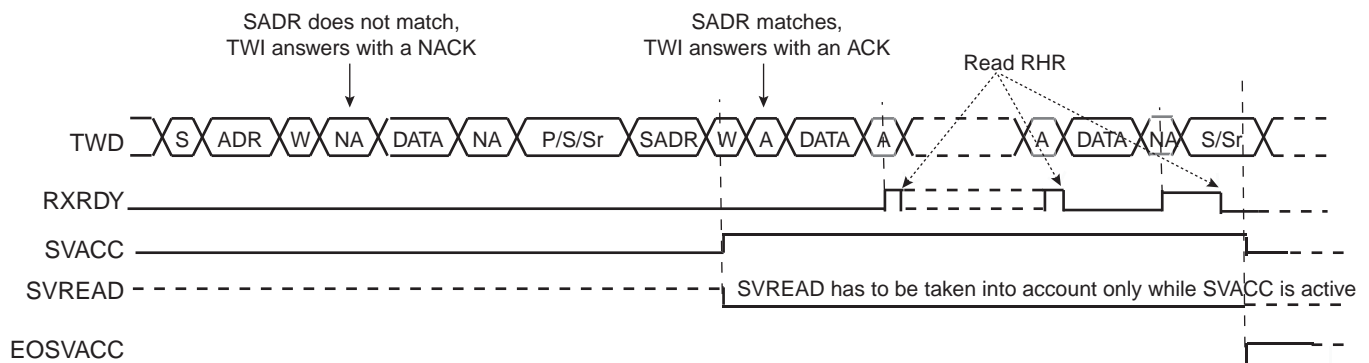 SADR does not match,
TWI answers with a NACK
SADR matches,
TWI answers with an ACK
Read RHR
TWD S ADR W NA DATA NA P/S/Sr SADR W A DATA A A DATA NA S/Sr
RXRDY
SVACC
SVREAD SVREAD has to be taken into account only while SVACC is active
EOSVACC